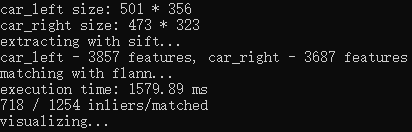 car_left size: 501 * 356
car_right size: 473 * 323
extracting with sift...
car_left - 3857 features, car_right - 3687 features
matching with flann...
execution time: 1579.89 ms
718 / 1254 inliers/matched
visualizing...